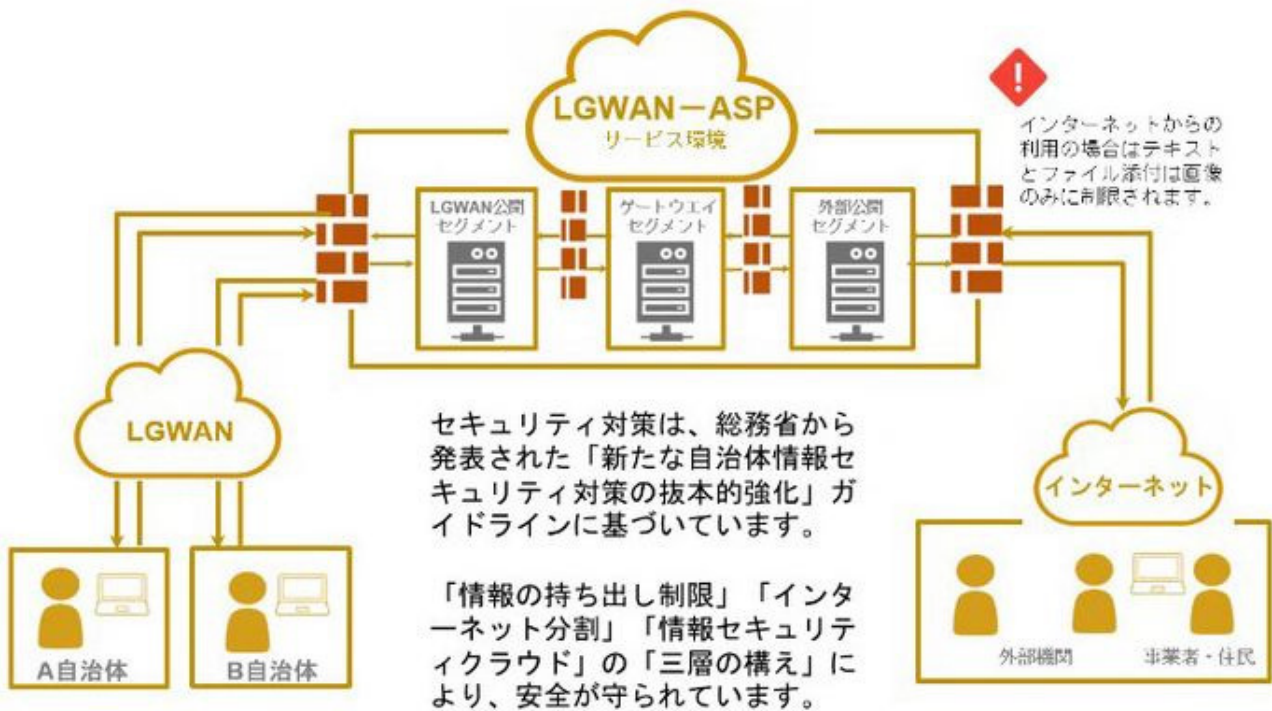 LGWAN－ASP
サービス環境
!
インターネットからの
利用の場合はテキスト
とファイル添付は画像
のみに制限されます。
LGWAN公開
セグメント
ゲートウエイ
セグメント
外部公開
セグメント
LGWAN
セキュリティ対策は、総務省から
発表された「新たな自治体情報セ
キュリティ対策の抜本的強化」ガ
イドラインに基づいています。
「情報の持ち出し制限」「インタ
ーネット分割」「情報セキュリテ
ィクラウド」の「三層の構え」に
より、安全が守られています。
インターネット
A自治体
B自治体
外部機関
事業者・住民